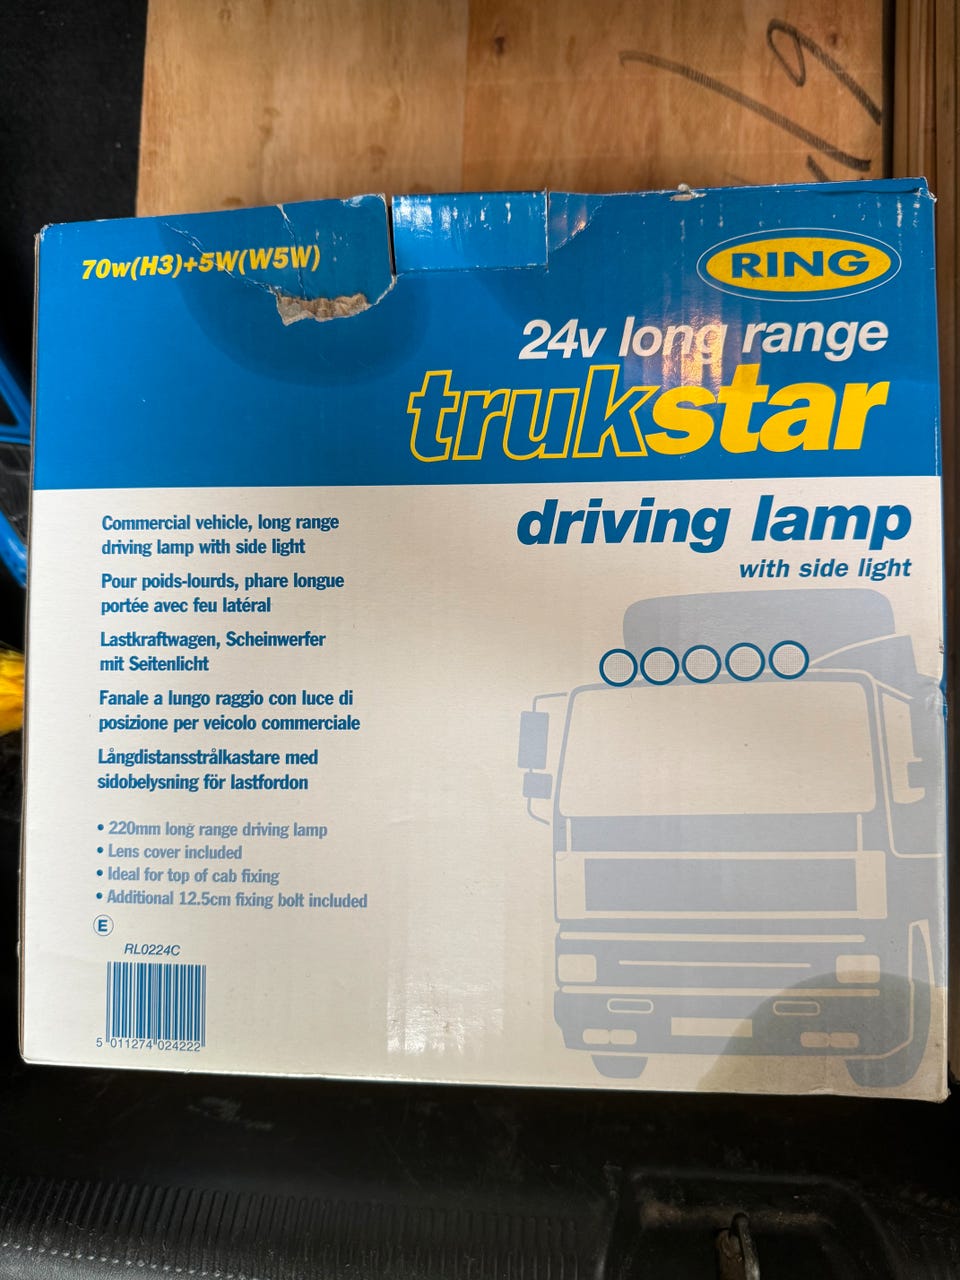 70w(H3)+5W(W5W)
RING
24v long range
trukstar
driving lamp
with side light
Commercial vehicle, long range
driving lamp with side light
Pour poids-lourds, phare longue
portée avec feu latéral
Lastkraftwagen, Scheinwerfer
mit Seitenlicht
Fanale a lungo raggio con luce di
posizione per veicolo commerciale
Långdistansstrålkastare med
sidobelysning för lastfordon
• 220mm long range driving lamp
• Lens cover included
• Ideal for top of cab fixing
• Additional 12.5cm fixing bolt included
E
RL0224C
5 011274 024222